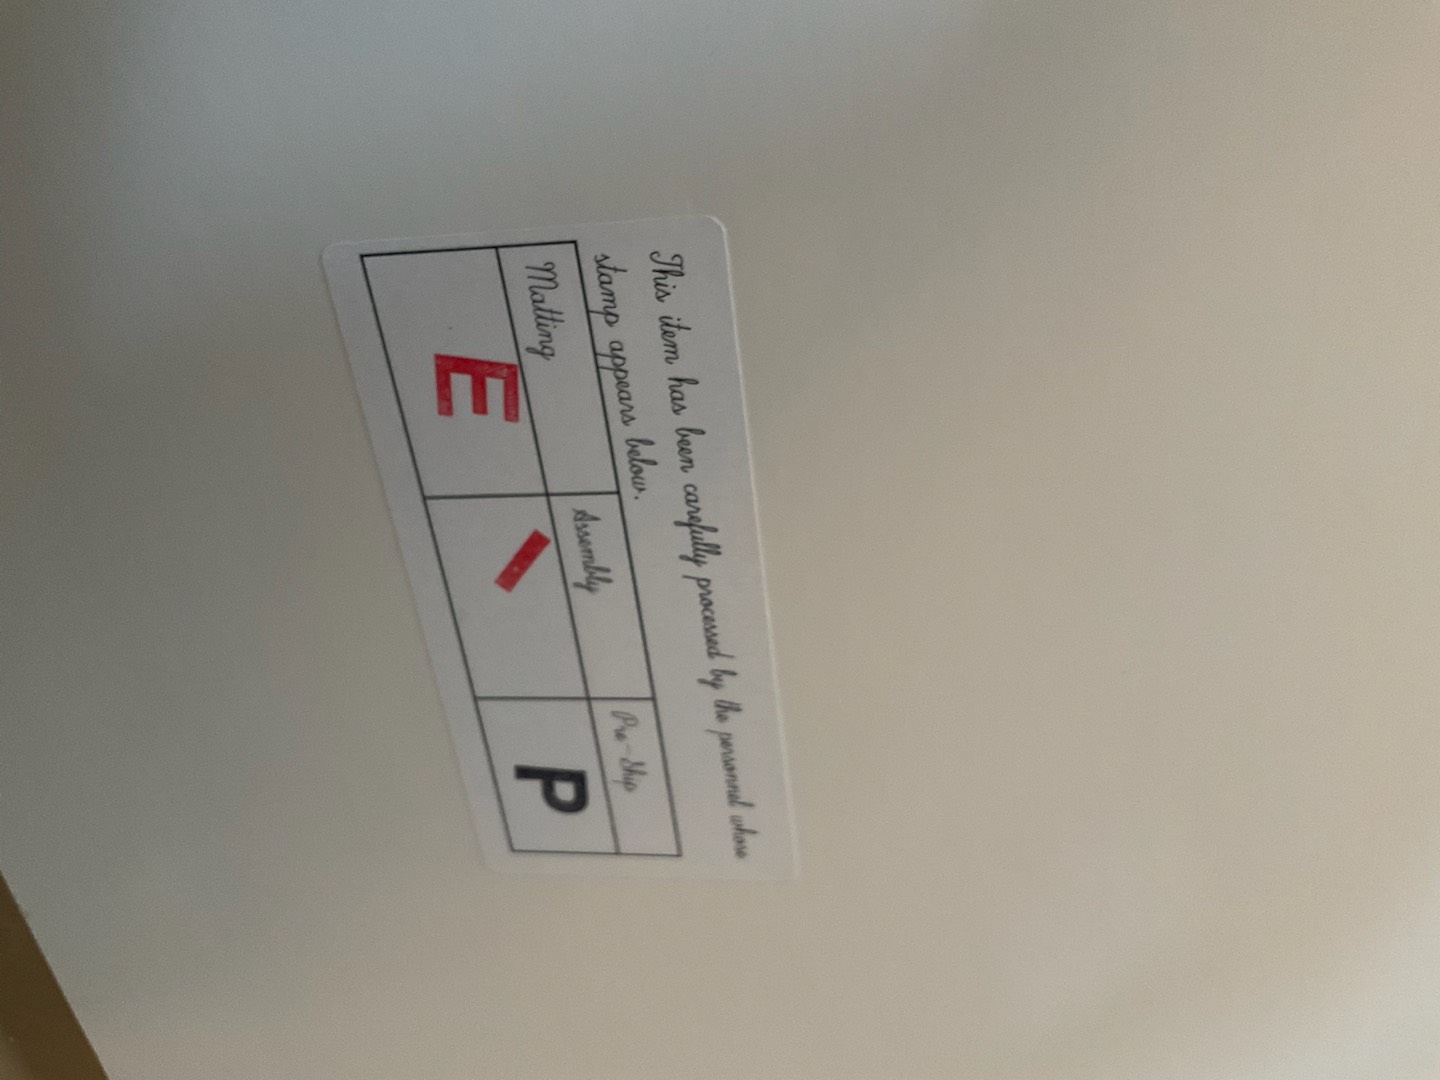 This item has been carefully processed by the personnel whose
stamp appears below.
Matting Assembly Pre-Ship
E P